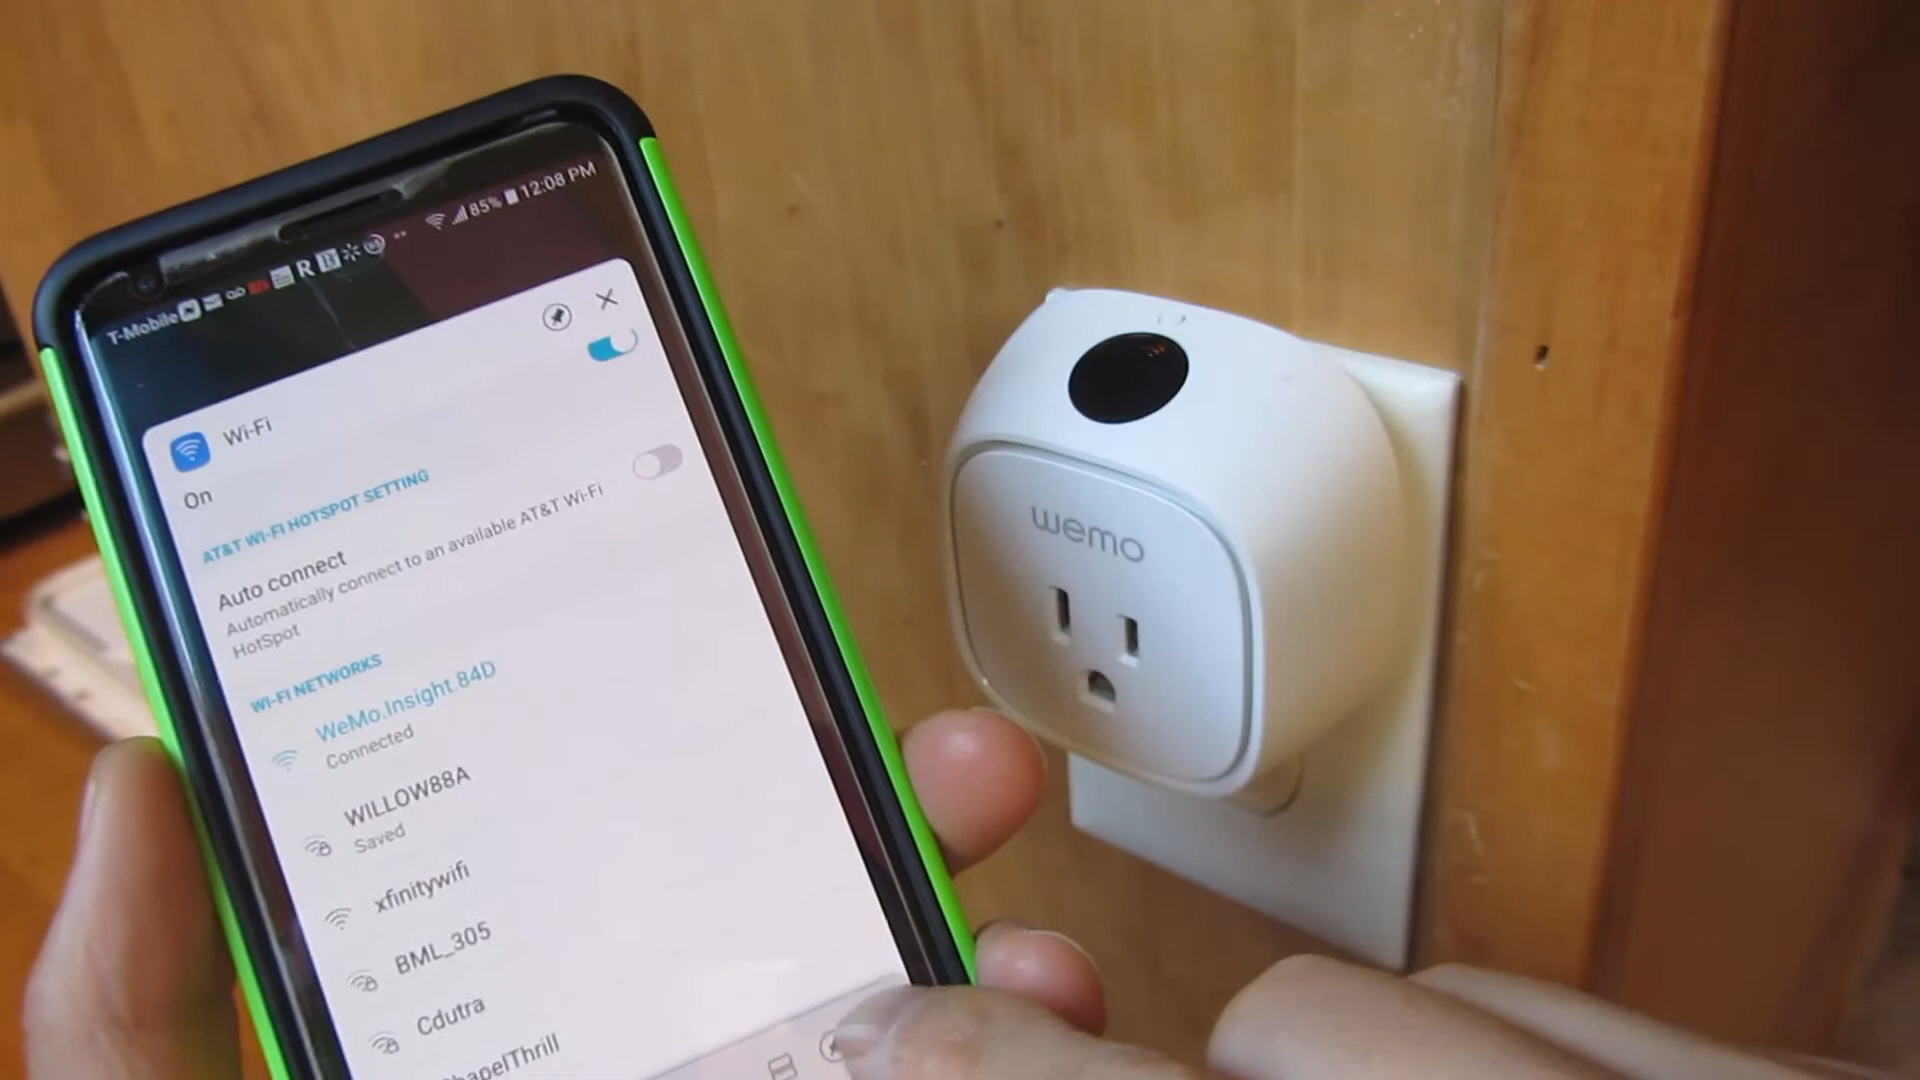 T-Mobile
R
85% 12:08 PM
Wi-Fi
On
AT&T WI-FI HOTSPOT SETTING
Auto connect
Automatically connect to an available AT&T Wi-Fi
HotSpot
WI-FI NETWORKS
WeMo.Insight.84D
Connected
WILLOW88A
Saved
xfinitywifi
BML_305
Cdutra
hapelThrill
wemo